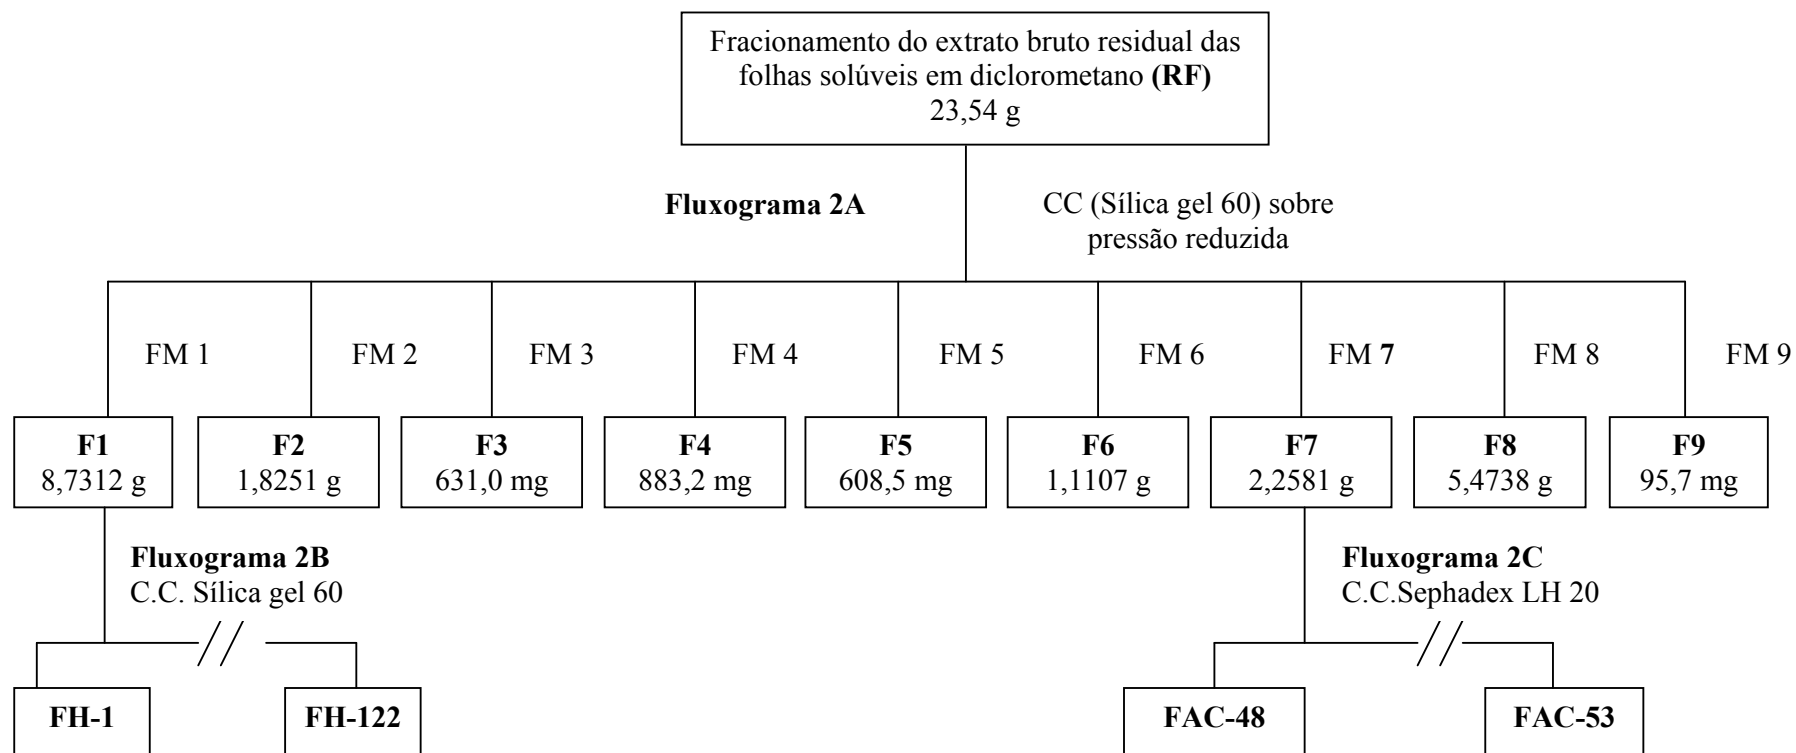 Fracionamento do extrato bruto residual das
folhas solúveis em diclorometano (RF)
23,54 g
Fluxograma 2A
CC (Sílica gel 60) sobre
pressão reduzida
FM 1
FM 2
FM 3
FM 4
FM 5
FM 6
FM 7
FM 8
FM 9
F1
8,7312 g
F2
1,8251 g
F3
631,0 mg
F4
883,2 mg
F5
608,5 mg
F6
1,1107 g
F7
2,2581 g
F8
5,4738 g
F9
95,7 mg
Fluxograma 2B
C.C. Sílica gel 60
Fluxograma 2C
C.C.Sephadex LH 20
FH-1
FH-122
FAC-48
FAC-53